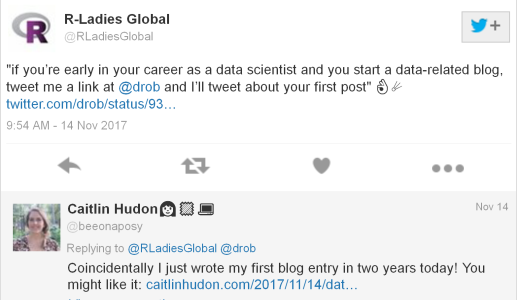 R-Ladies Global
@RLadiesGlobal
"if you're early in your career as a data scientist and you start a data-related blog,
tweet me a link at @drob and I'll tweet about your first post" 👌
twitter.com/drob/status/93…
9:54 AM - 14 Nov 2017
Caitlin Hudon
Nov 14
@beeonaposy
Replying to @RLadiesGlobal @drob
Coincidentally I just wrote my first blog entry in two years today! You
might like it: caitlinhudon.com/2017/11/14/dat…